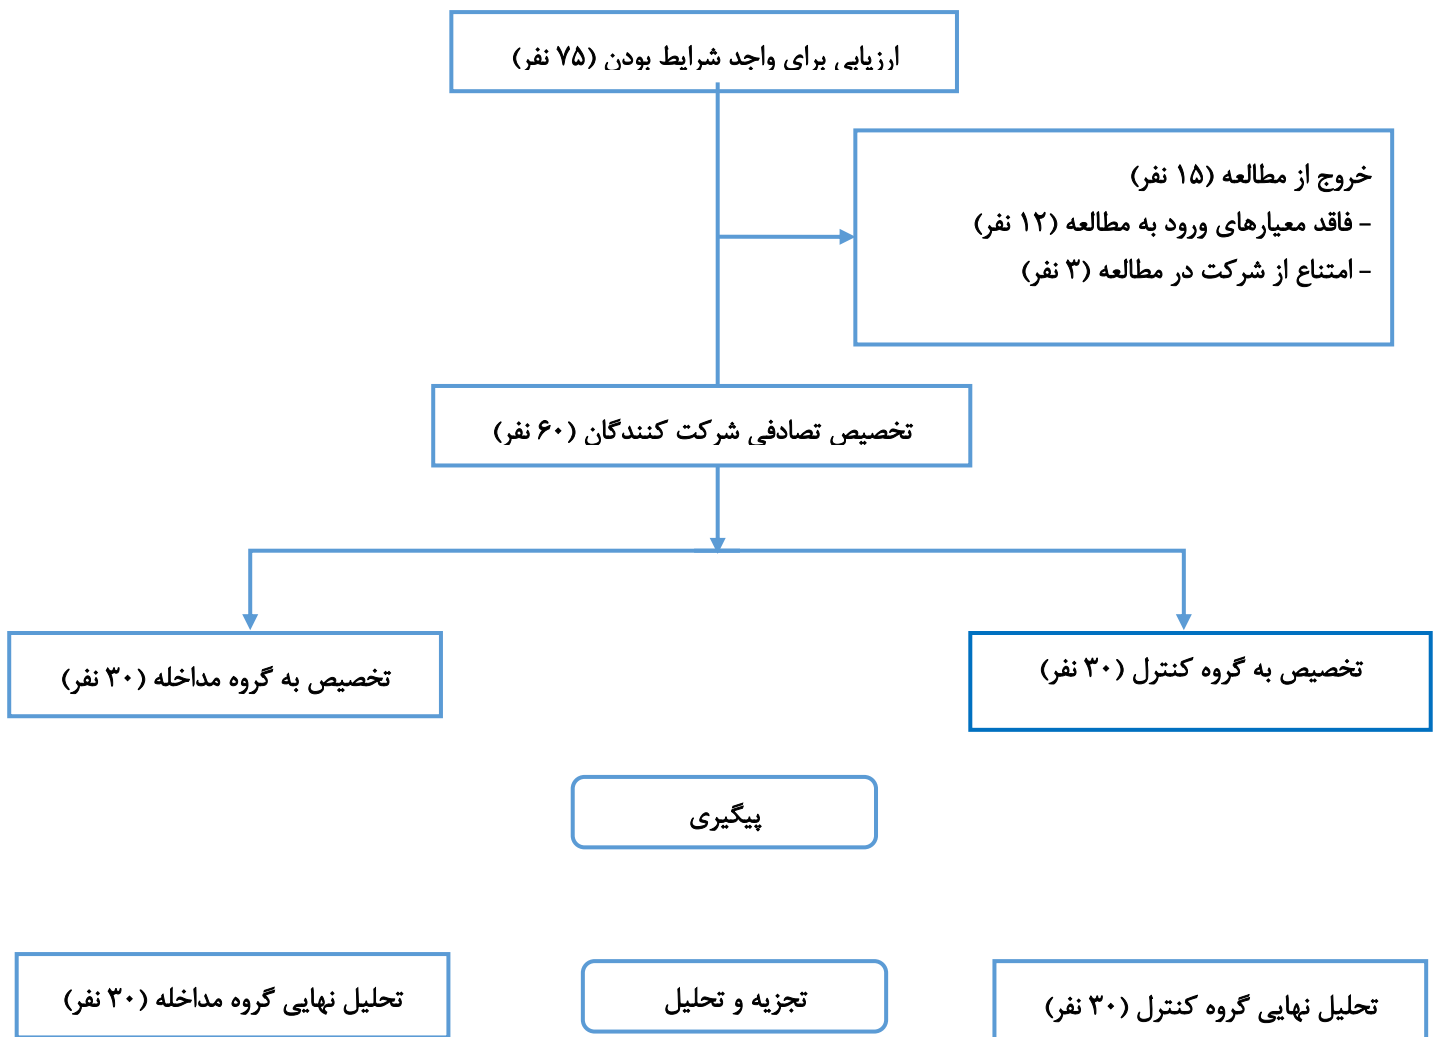 ارزیابی برای واجد شرایط بودن (۷۵ نفر)
خروج از مطالعه (۱۵ نفر)
- فاقد معیارهای ورود به مطالعه (۱۲ نفر)
- امتناع از شرکت در مطالعه (۳ نفر)
تخصیص تصادفی شرکت کنندگان (۶۰ نفر)
تخصیص به گروه کنترل (۳۰ نفر)
تخصیص به گروه مداخله (۳۰ نفر)
پیگیری
تحلیل نهایی گروه کنترل (۳۰ نفر)
تجزیه و تحلیل
تحلیل نهایی گروه مداخله (۳۰ نفر)